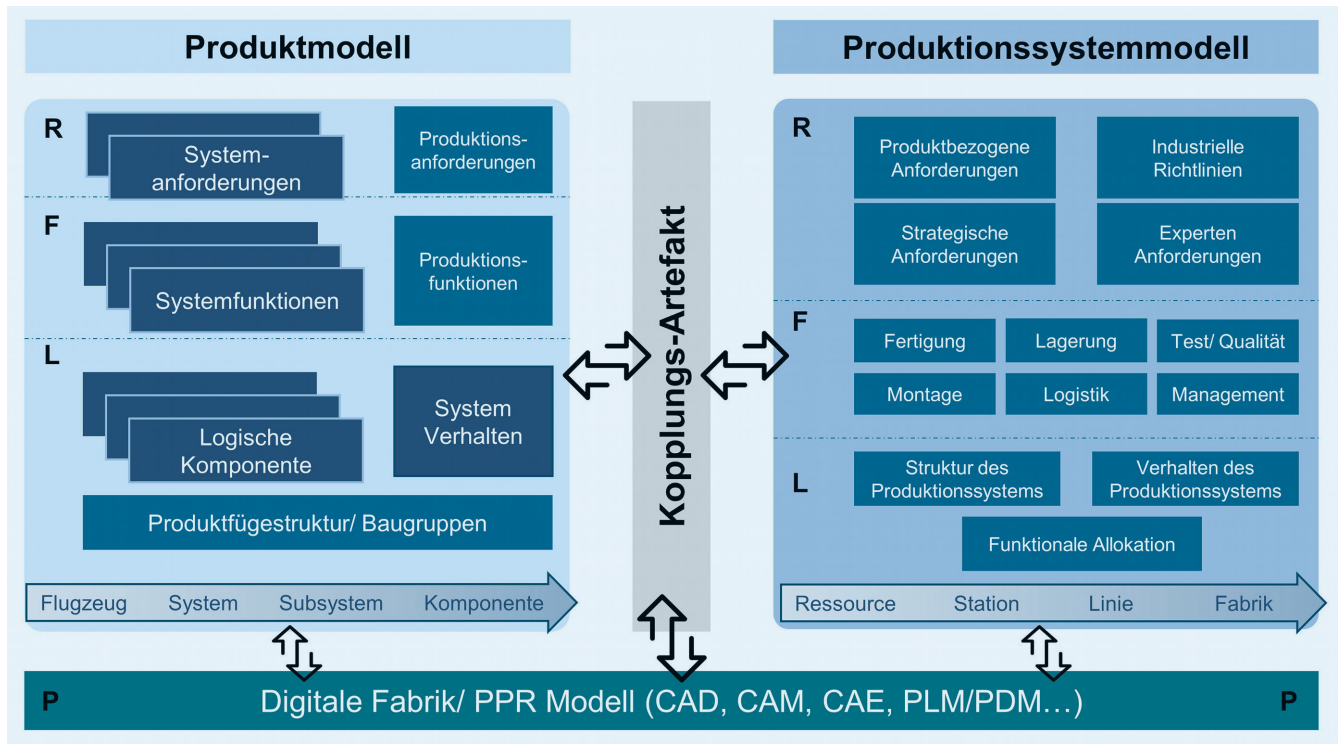 Produktmodell
R
System-
anforderungen
Produktions-
anforderungen
F
Systemfunktionen
Produktions-
funktionen
L
Logische
Komponente
System
Verhalten
Produktfügestruktur/ Baugruppen
Flugzeug System Subsystem Komponente
Kopplungs-Artefakt
Produktionssystemmodell
R
Produktbezogene
Anforderungen
Industrielle
Richtlinien
Strategische
Anforderungen
Experten
Anforderungen
F
Fertigung
Lagerung
Test/ Qualität
Montage
Logistik
Management
L
Struktur des
Produktionssystems
Verhalten des
Produktionssystems
Funktionale Allokation
Ressource Station Linie Fabrik
P Digitale Fabrik/ PPR Modell (CAD, CAM, CAE, PLM/PDM…) P